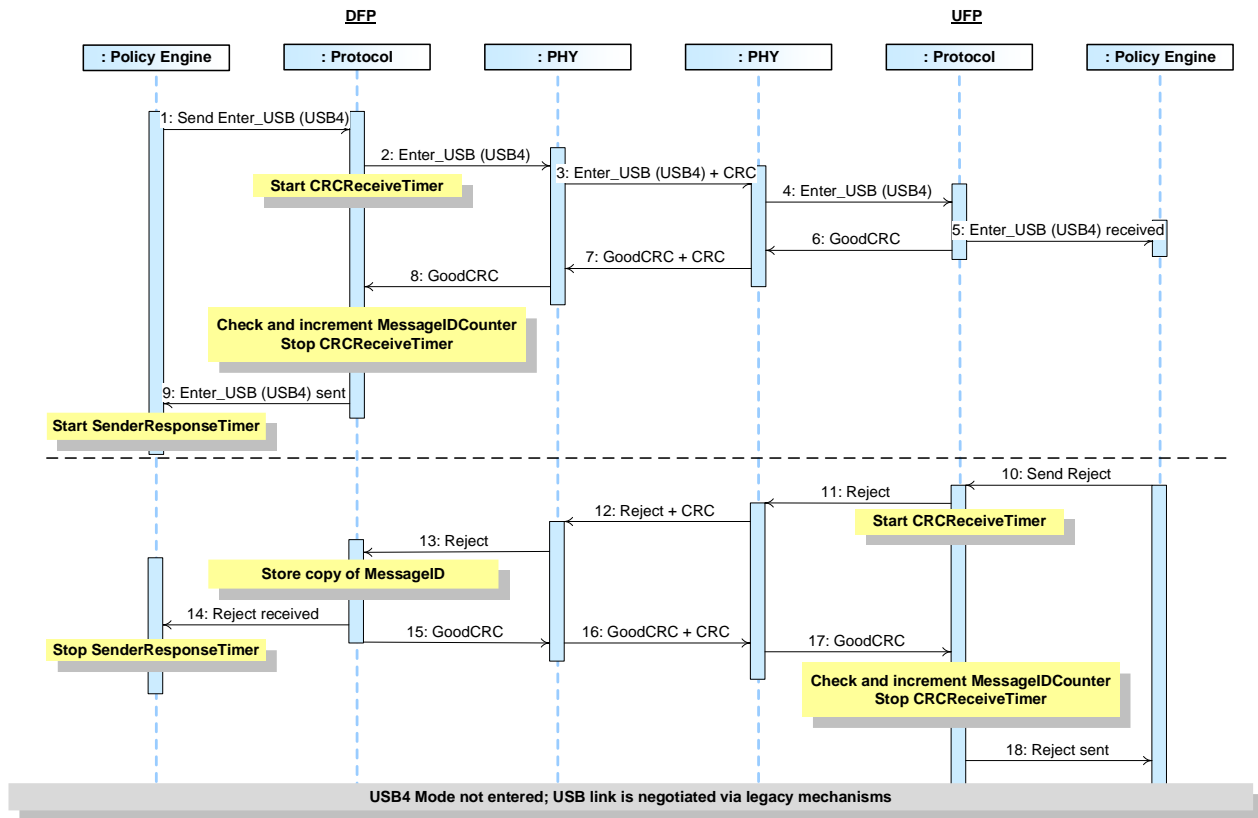 DFP
UFP
: Policy Engine
: Protocol
: PHY
: PHY
: Protocol
: Policy Engine
1: Send Enter_USB (USB4)
2: Enter_USB (USB4)
Start CRCReceiveTimer
3: Enter_USB (USB4) + CRC
4: Enter_USB (USB4)
5: Enter_USB (USB4) received
6: GoodCRC
7: GoodCRC + CRC
8: GoodCRC
Check and increment MessageIDCounter
Stop CRCReceiveTimer
9: Enter_USB (USB4) sent
Start SenderResponseTimer
10: Send Reject
11: Reject
Start CRCReceiveTimer
12: Reject + CRC
13: Reject
Store copy of MessageID
14: Reject received
Stop SenderResponseTimer
15: GoodCRC
16: GoodCRC + CRC
17: GoodCRC
Check and increment MessageIDCounter
Stop CRCReceiveTimer
18: Reject sent
USB4 Mode not entered; USB link is negotiated via legacy mechanisms